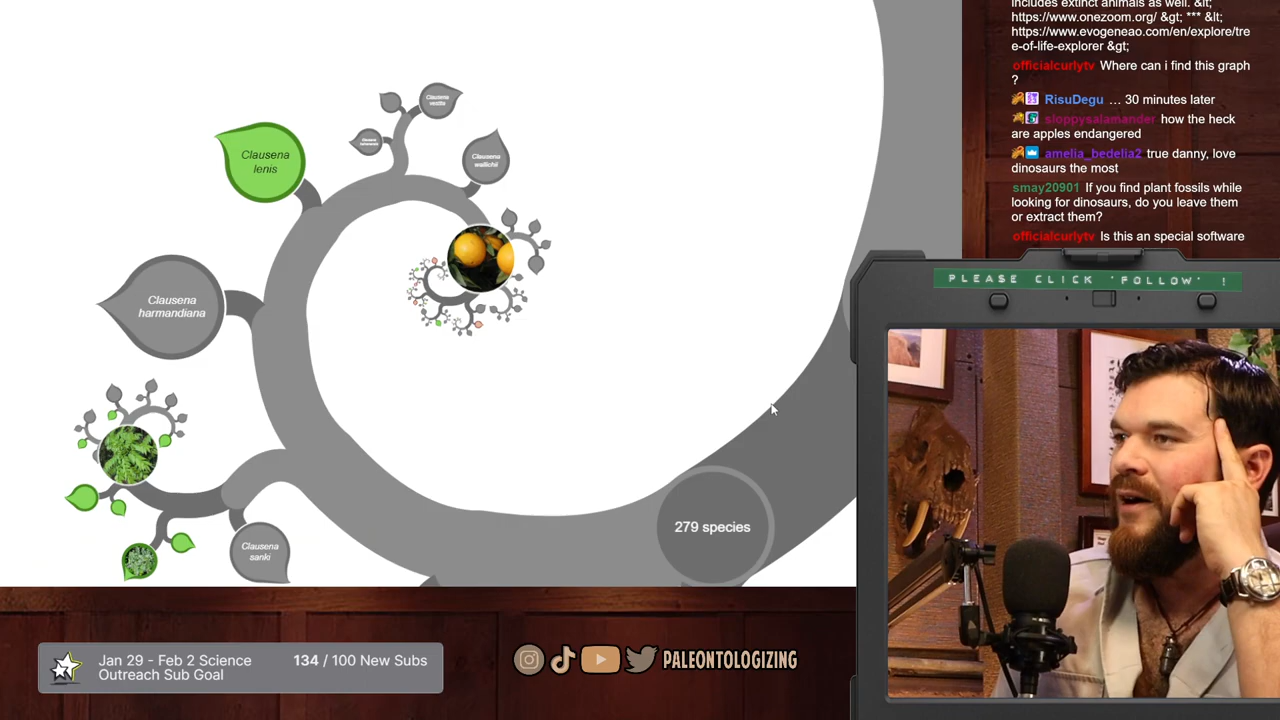 includes extinct animals as well. &lt;
https://www.onezoom.org/ &gt; *** &lt;
https://www.evogeneao.com/en/explore/tre
e-of-life-explorer &gt;
officialcurlytv Where can i find this graph
?
RisuDegu … 30 minutes later
sloppysalamander how the heck
are apples endangered
amelia_bedelia2 true danny, love
dinosaurs the most
smay20901 If you find plant fossils while
looking for dinosaurs, do you leave them
or extract them?
officialcurlytv Is this an special software
PLEASE CLICK "FOLLOW" !
Clausena
lenis
Clausena
wallichii
Clausena
harmandiana
Clausena
sanki
279 species
Jan 29 - Feb 2 Science
Outreach Sub Goal
134 / 100 New Subs
PALEONTOLOGIZING